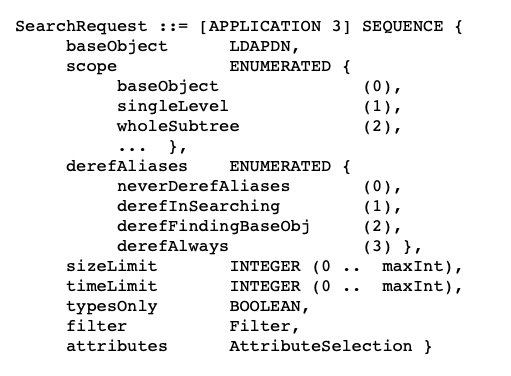 SearchRequest ::= [APPLICATION 3] SEQUENCE {
     baseObject      LDAPDN,
     scope           ENUMERATED {
          baseObject              (0),
          singleLevel             (1),
          wholeSubtree            (2),
          ...  },
     derefAliases    ENUMERATED {
          neverDerefAliases       (0),
          derefInSearching        (1),
          derefFindingBaseObj     (2),
          derefAlways             (3) },
     sizeLimit       INTEGER (0 ..  maxInt),
     timeLimit       INTEGER (0 ..  maxInt),
     typesOnly       BOOLEAN,
     filter          Filter,
     attributes      AttributeSelection }